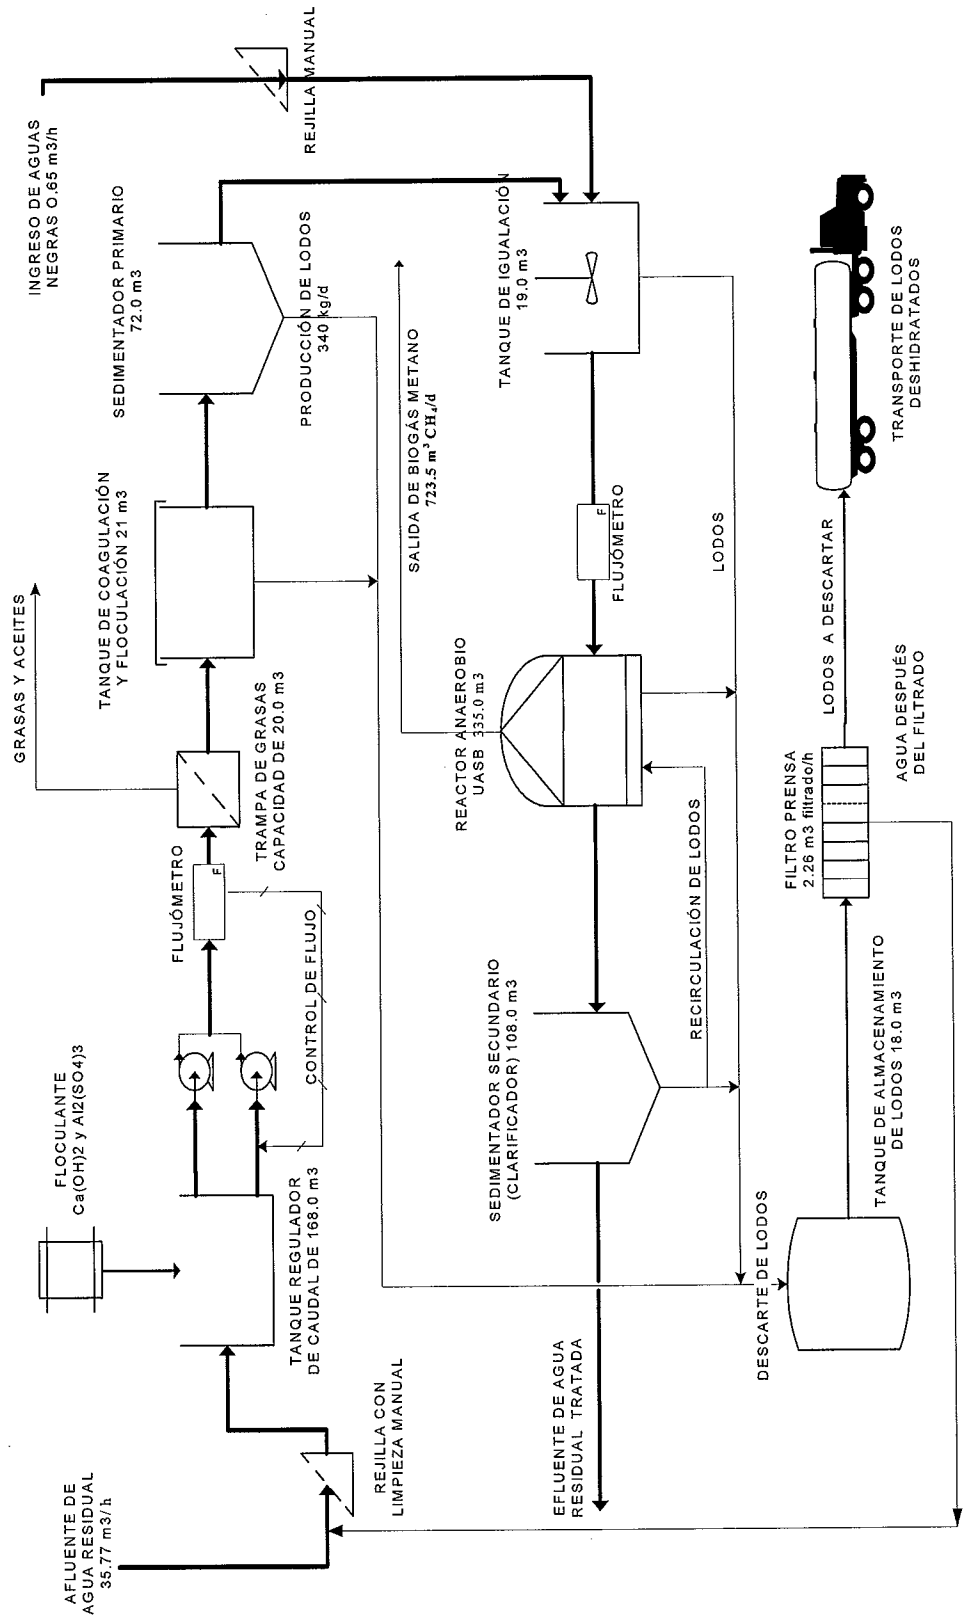 AFLUENTE DE
AGUA RESIDUAL
35.77 m3/h
REJILLA CON
LIMPIEZA MANUAL
FLOCULANTE
Ca(OH)2 y Al2(SO4)3
TANQUE REGULADOR
DE CAUDAL DE 168.0 m3
CONTROL DE FLUJO
FLUJÓMETRO
F
TRAMPA DE GRASAS
CAPACIDAD DE 20.0 m3
GRASAS Y ACEITES
TANQUE DE COAGULACIÓN
Y FLOCULACIÓN 21 m3
SEDIMENTADOR PRIMARIO
72.0 m3
PRODUCCIÓN DE LODOS
340 kg/d
INGRESO DE AGUAS
NEGRAS 0.65 m3/h
REJILLA MANUAL
TANQUE DE IGUALACIÓN
19.0 m3
FLUJÓMETRO
F
LODOS
SALIDA DE BIOGÁS METANO
723.5 m³ CH₄/d
REACTOR ANAEROBIO
UASB 335.0 m3
RECIRCULACIÓN DE LODOS
SEDIMENTADOR SECUNDARIO
(CLARIFICADOR) 108.0 m3
EFLUENTE DE AGUA
RESIDUAL TRATADA
DESCARTE DE LODOS
TANQUE DE ALMACENAMIENTO
DE LODOS 18.0 m3
FILTRO PRENSA
2.26 m3 filtrado/h
AGUA DESPUÉS
DEL FILTRADO
LODOS A DESCARTAR
TRANSPORTE DE LODOS
DESHIDRATADOS